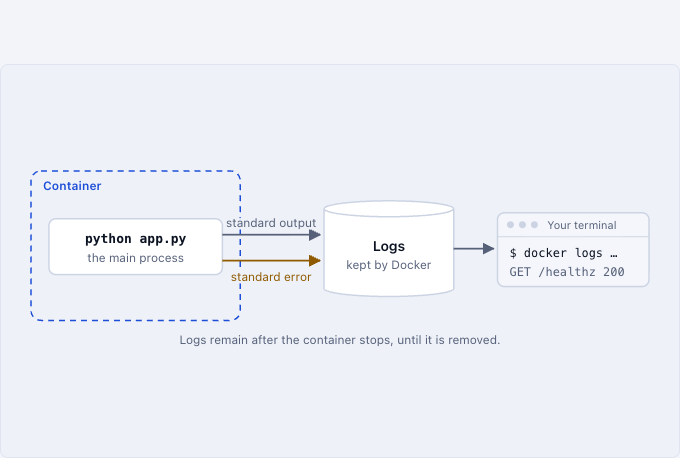 Container
python app.py
the main process
standard output
standard error
Logs
kept by Docker
Your terminal
$ docker logs …
GET /healthz 200
Logs remain after the container stops, until it is removed.